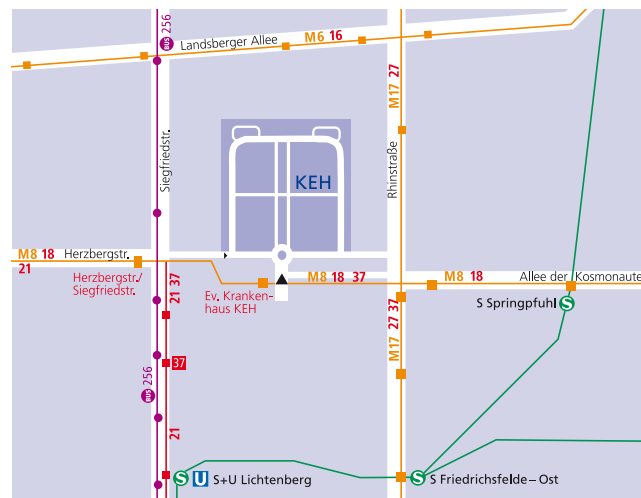 BUS 256
Landsberger Allee
M6 16
M17 27
Siegfriedstr.
Rhinstraße
KEH
M8 18
21
Herzbergstr.
Herzbergstr./
Siegfriedstr.
21 37
Ev. Kranken-
haus KEH
M8 18 37
M8 18
Allee der Kosmonaute
S Springpfuhl
S
M17 27 37
37
BUS 256
21
S U S+U Lichtenberg
S S Friedrichsfelde – Ost